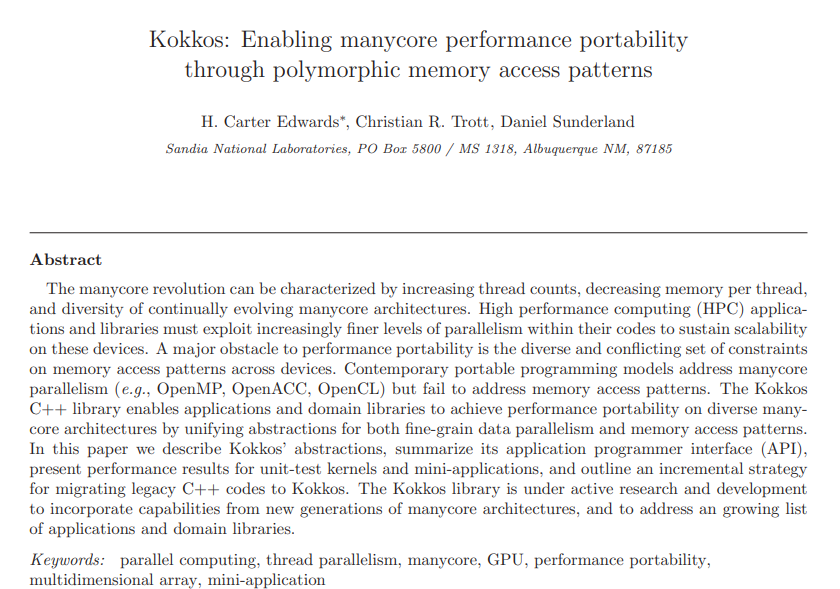 Kokkos: Enabling manycore performance portability
through polymorphic memory access patterns
H. Carter Edwards*, Christian R. Trott, Daniel Sunderland
Sandia National Laboratories, PO Box 5800 / MS 1318, Albuquerque NM, 87185
Abstract
The manycore revolution can be characterized by increasing thread counts, decreasing memory per thread,
and diversity of continually evolving manycore architectures. High performance computing (HPC) applica-
tions and libraries must exploit increasingly finer levels of parallelism within their codes to sustain scalability
on these devices. A major obstacle to performance portability is the diverse and conflicting set of constraints
on memory access patterns across devices. Contemporary portable programming models address manycore
parallelism (e.g., OpenMP, OpenACC, OpenCL) but fail to address memory access patterns. The Kokkos
C++ library enables applications and domain libraries to achieve performance portability on diverse many-
core architectures by unifying abstractions for both fine-grain data parallelism and memory access patterns.
In this paper we describe Kokkos' abstractions, summarize its application programmer interface (API),
present performance results for unit-test kernels and mini-applications, and outline an incremental strategy
for migrating legacy C++ codes to Kokkos. The Kokkos library is under active research and development
to incorporate capabilities from new generations of manycore architectures, and to address an growing list
of applications and domain libraries.
Keywords: parallel computing, thread parallelism, manycore, GPU, performance portability,
multidimensional array, mini-application